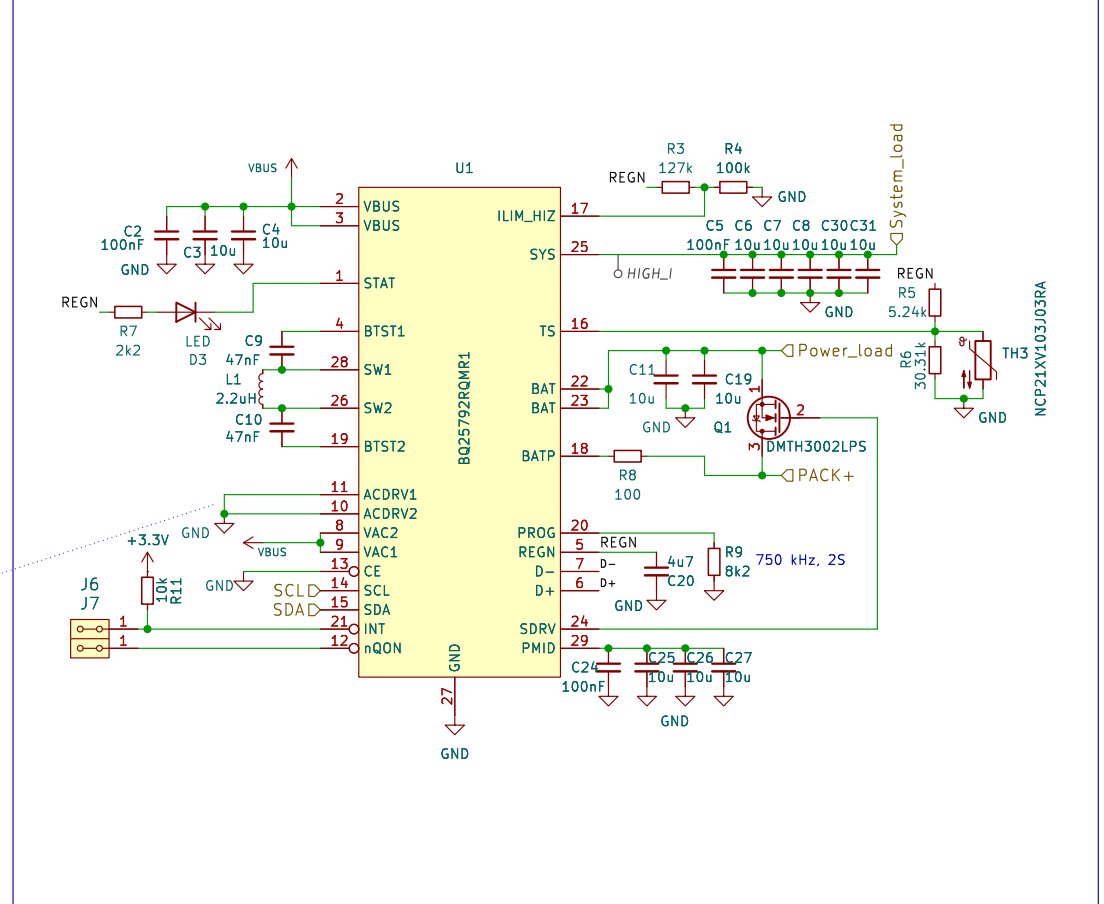 U1
BQ25792RQMR1
VBUS
2 VBUS
3 VBUS
C2
100nF
C3
10u
C4
10u
GND
1 STAT
REGN
R7
2k2
LED
D3
4 BTST1
C9
47nF
28 SW1
L1
2.2uH
26 SW2
C10
47nF
19 BTST2
11 ACDRV1
10 ACDRV2
GND
8 VAC2
9 VAC1
VBUS
13 CE
GND
14 SCL
SCL
15 SDA
SDA
+3.3V
10k
R11
J6
J7
1
1
21 INT
12 nQON
GND
27
GND
REGN
R3
127k
R4
100k
GND
ILIM_HIZ 17
SYS 25
HIGH_I
C5
100nF
C6
10u
C7
10u
C8
10u
C30
10u
C31
10u
GND
System_load
REGN
R5
5.24k
TS 16
R6
30.31k
TH3
NCP21XV103J03RA
GND
Power_load
BAT 22
BAT 23
C11
10u
C19
10u
GND
Q1
1
2
3
DMTH3002LPS
BATP 18
R8
100
PACK+
PROG 20
REGN 5
REGN
D- 7
D-
D+ 6
D+
4u7
C20
GND
R9
8k2
750 kHz, 2S
SDRV 24
PMID 29
C24
100nF
C25
10u
C26
10u
C27
10u
GND